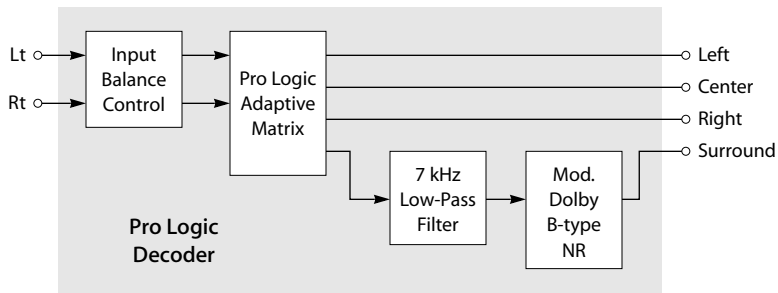 Lt
Rt
Input
Balance
Control
Pro Logic
Adaptive
Matrix
Left
Center
Right
Surround
7 kHz
Low-Pass
Filter
Mod.
Dolby
B-type
NR
Pro Logic
Decoder